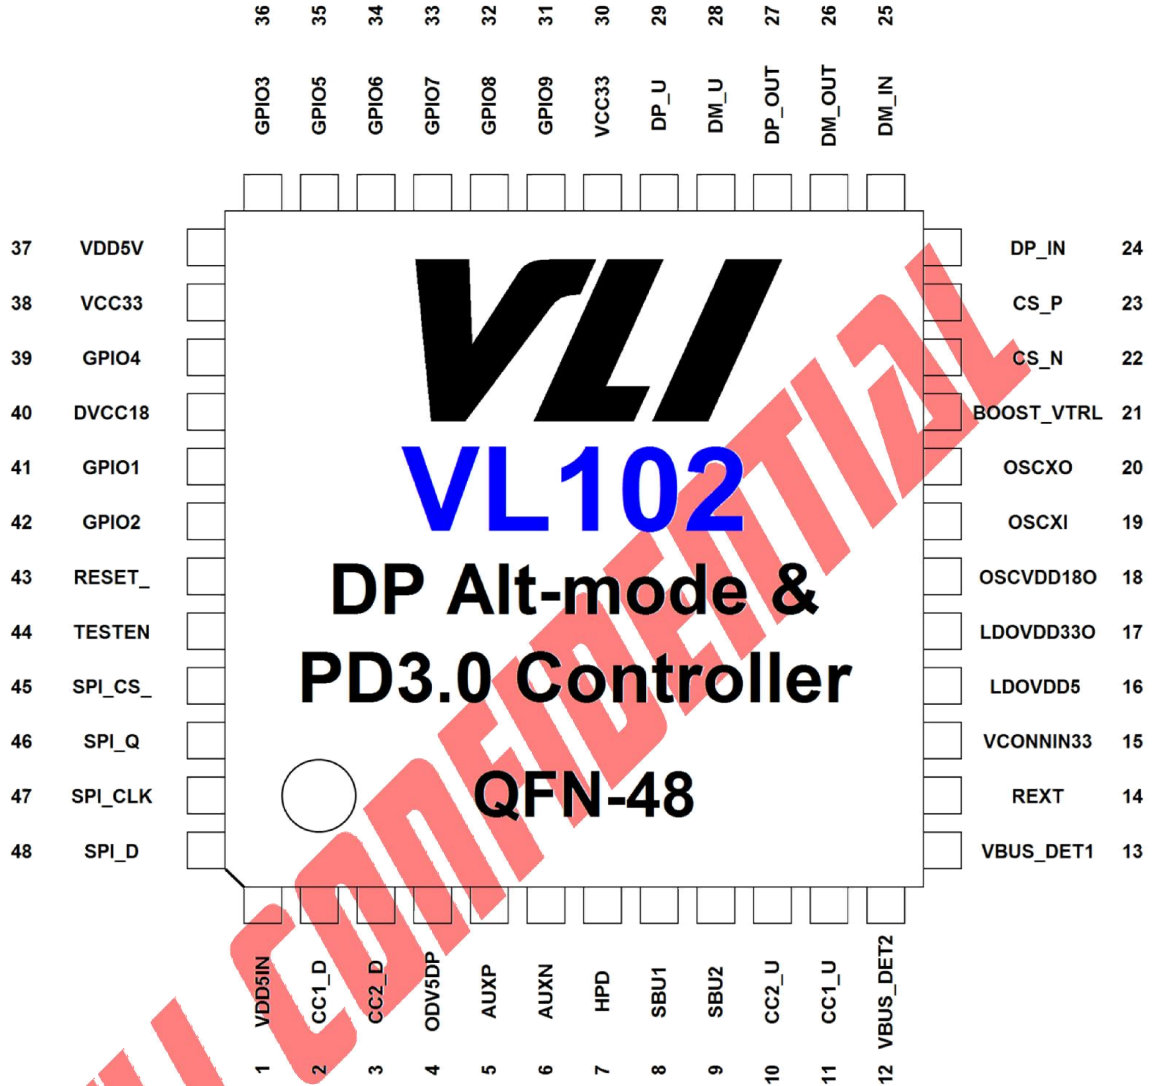 36 35 34 33 32 31 30 29 28 27 26 25
GPIO3 GPIO5 GPIO6 GPIO7 GPIO8 GPIO9 VCC33 DP_U DM_U DP_OUT DM_OUT DM_IN
37 VDD5V
38 VCC33
39 GPIO4
40 DVCC18
41 GPIO1
42 GPIO2
43 RESET_
44 TESTEN
45 SPI_CS_
46 SPI_Q
47 SPI_CLK
48 SPI_D
VLI
VL102
DP Alt-mode &
PD3.0 Controller
QFN-48
DP_IN 24
CS_P 23
CS_N 22
BOOST_VTRL 21
OSCXO 20
OSCXI 19
OSCVDD18O 18
LDOVDD33O 17
LDOVDD5 16
VCONNIN33 15
REXT 14
VBUS_DET1 13
VDD5IN CC1_D CC2_D ODV5DP AUXP AUXN HPD SBU1 SBU2 CC2_U CC1_U VBUS_DET2
1 2 3 4 5 6 7 8 9 10 11 12
CONFIDENTIAL